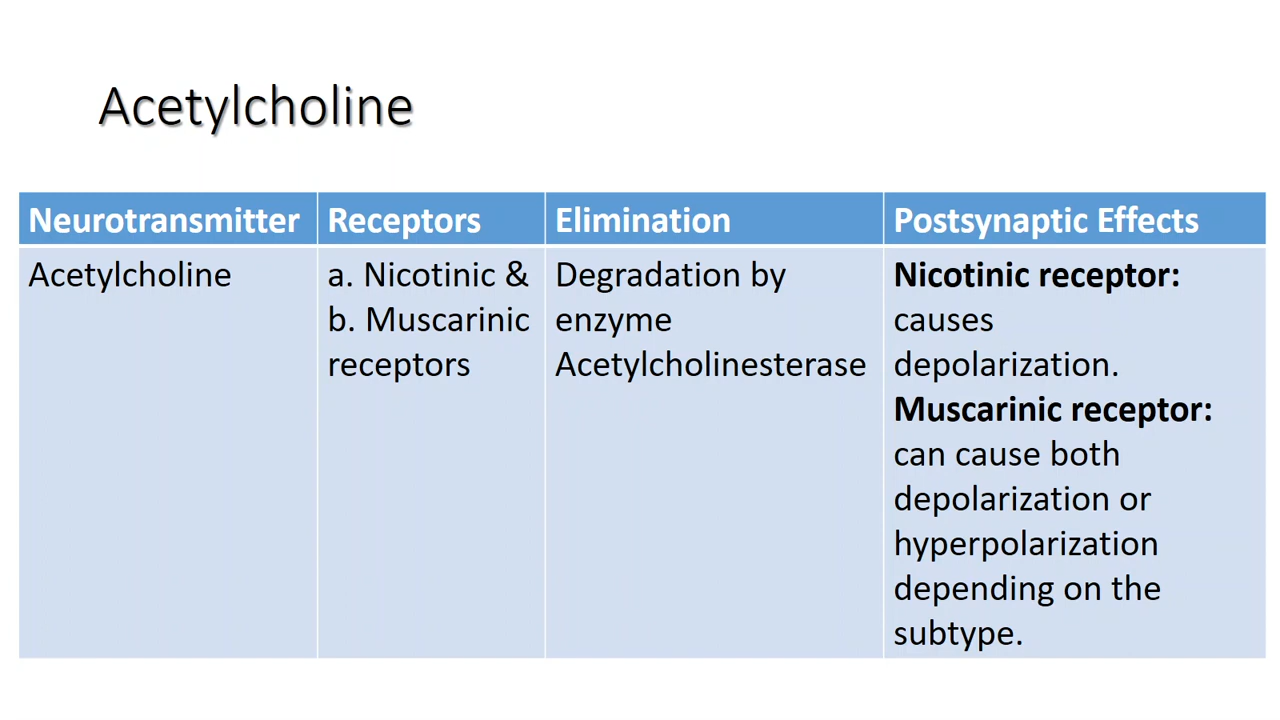 Acetylcholine
Neurotransmitter
Receptors
Elimination
Postsynaptic Effects
Acetylcholine
a. Nicotinic &
b. Muscarinic
receptors
Degradation by
enzyme
Acetylcholinesterase
Nicotinic receptor:
causes
depolarization.
Muscarinic receptor:
can cause both
depolarization or
hyperpolarization
depending on the
subtype.